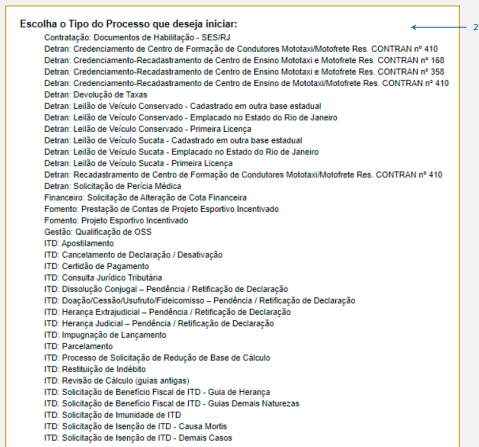 Escolha o Tipo do Processo que deseja iniciar:
2
Contratação: Documentos de Habilitação - SES/RJ
Detran: Credenciamento de Centro de Formação de Condutores Mototaxi/Motofrete Res. CONTRAN nº 410
Detran: Credenciamento-Recadastramento de Centro de Ensino Mototaxi e Motofrete Res. CONTRAN nº 168
Detran: Credenciamento-Recadastramento de Centro de Ensino Mototaxi e Motofrete Res. CONTRAN nº 358
Detran: Credenciamento-Recadastramento de Centro de Ensino de Mototaxi/Motofrete Res. CONTRAN nº 410
Detran: Devolução de Taxas
Detran: Leilão de Veículo Conservado - Cadastrado em outra base estadual
Detran: Leilão de Veículo Conservado - Emplacado no Estado do Rio de Janeiro
Detran: Leilão de Veículo Conservado - Primeira Licença
Detran: Leilão de Veículo Sucata - Cadastrado em outra base estadual
Detran: Leilão de Veículo Sucata - Emplacado no Estado do Rio de Janeiro
Detran: Leilão de Veículo Sucata - Primeira Licença
Detran: Recadastramento de Centro de Formação de Condutores Mototaxi/Motofrete Res. CONTRAN nº 410
Detran: Solicitação de Perícia Médica
Financeiro: Solicitação de Alteração de Cota Financeira
Fomento: Prestação de Contas de Projeto Esportivo Incentivado
Fomento: Projeto Esportivo Incentivado
Gestão: Qualificação de OSS
ITD: Apostilamento
ITD: Cancelamento de Declaração / Desativação
ITD: Certidão de Pagamento
ITD: Consulta Jurídico Tributária
ITD: Dissolução Conjugal – Pendência / Retificação de Declaração
ITD: Doação/Cessão/Usufruto/Fideicomisso – Pendência / Retificação de Declaração
ITD: Herança Extrajudicial – Pendência / Retificação de Declaração
ITD: Herança Judicial – Pendência / Retificação de Declaração
ITD: Impugnação de Lançamento
ITD: Parcelamento
ITD: Processo de Solicitação de Redução de Base de Cálculo
ITD: Restituição de Indébito
ITD: Revisão de Cálculo (guias antigas)
ITD: Solicitação de Benefício Fiscal de ITD - Guia de Herança
ITD: Solicitação de Benefício Fiscal de ITD - Guias Demais Naturezas
ITD: Solicitação de Imunidade de ITD
ITD: Solicitação de Isenção de ITD - Causa Mortis
ITD: Solicitação de Isenção de ITD - Demais Casos